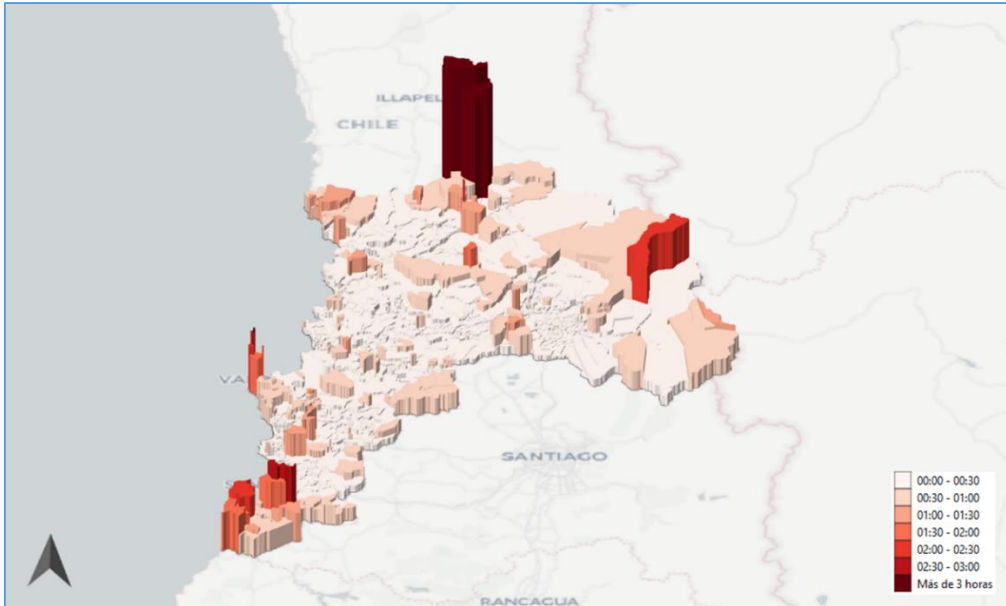 ILLAPEL
CHILE
VA
S
SANTIAGO
RANCAGUA
00:00 - 00:30
00:30 - 01:00
01:00 - 01:30
01:30 - 02:00
02:00 - 02:30
02:30 - 03:00
Más de 3 horas